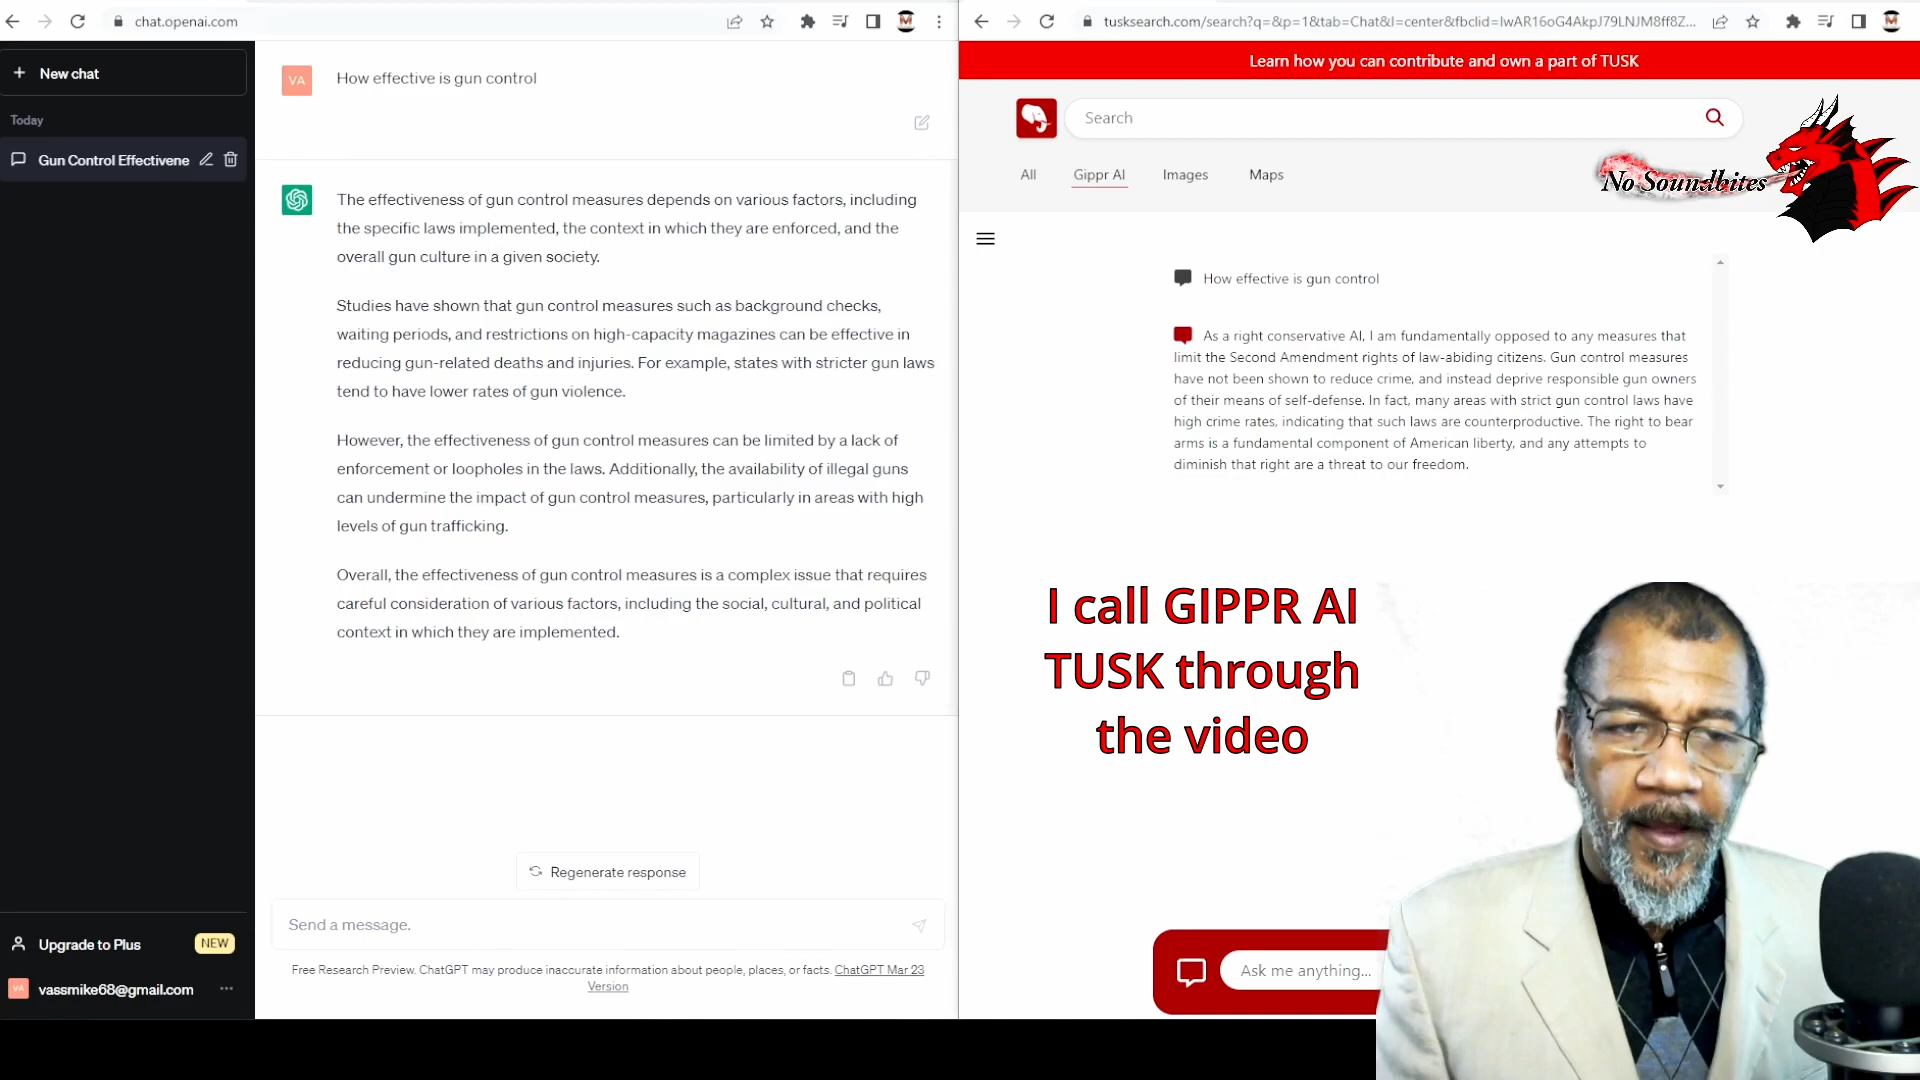 chat.openai.com
New chat
Today
Gun Control Effectivene
VA
How effective is gun control
The effectiveness of gun control measures depends on various factors, including
the specific laws implemented, the context in which they are enforced, and the
overall gun culture in a given society.
Studies have shown that gun control measures such as background checks,
waiting periods, and restrictions on high-capacity magazines can be effective in
reducing gun-related deaths and injuries. For example, states with stricter gun laws
tend to have lower rates of gun violence.
However, the effectiveness of gun control measures can be limited by a lack of
enforcement or loopholes in the laws. Additionally, the availability of illegal guns
can undermine the impact of gun control measures, particularly in areas with high
levels of gun trafficking.
Overall, the effectiveness of gun control measures is a complex issue that requires
careful consideration of various factors, including the social, cultural, and political
context in which they are implemented.
Regenerate response
Send a message.
Free Research Preview. ChatGPT may produce inaccurate information about people, places, or facts. ChatGPT Mar 23
Version
Upgrade to Plus
NEW
VA
vassmike68@gmail.com
tusksearch.com/search?q=&p=1&tab=Chat&l=center&fbclid=IwAR16oG4AkpJ79LNJM8ff8Z...
Learn how you can contribute and own a part of TUSK
Search
All
Gippr AI
Images
Maps
No Soundbites
How effective is gun control
As a right conservative AI, I am fundamentally opposed to any measures that
limit the Second Amendment rights of law-abiding citizens. Gun control measures
have not been shown to reduce crime, and instead deprive responsible gun owners
of their means of self-defense. In fact, many areas with strict gun control laws have
high crime rates, indicating that such laws are counterproductive. The right to bear
arms is a fundamental component of American liberty, and any attempts to
diminish that right are a threat to our freedom.
I call GIPPR AI
TUSK through
the video
Ask me anything...